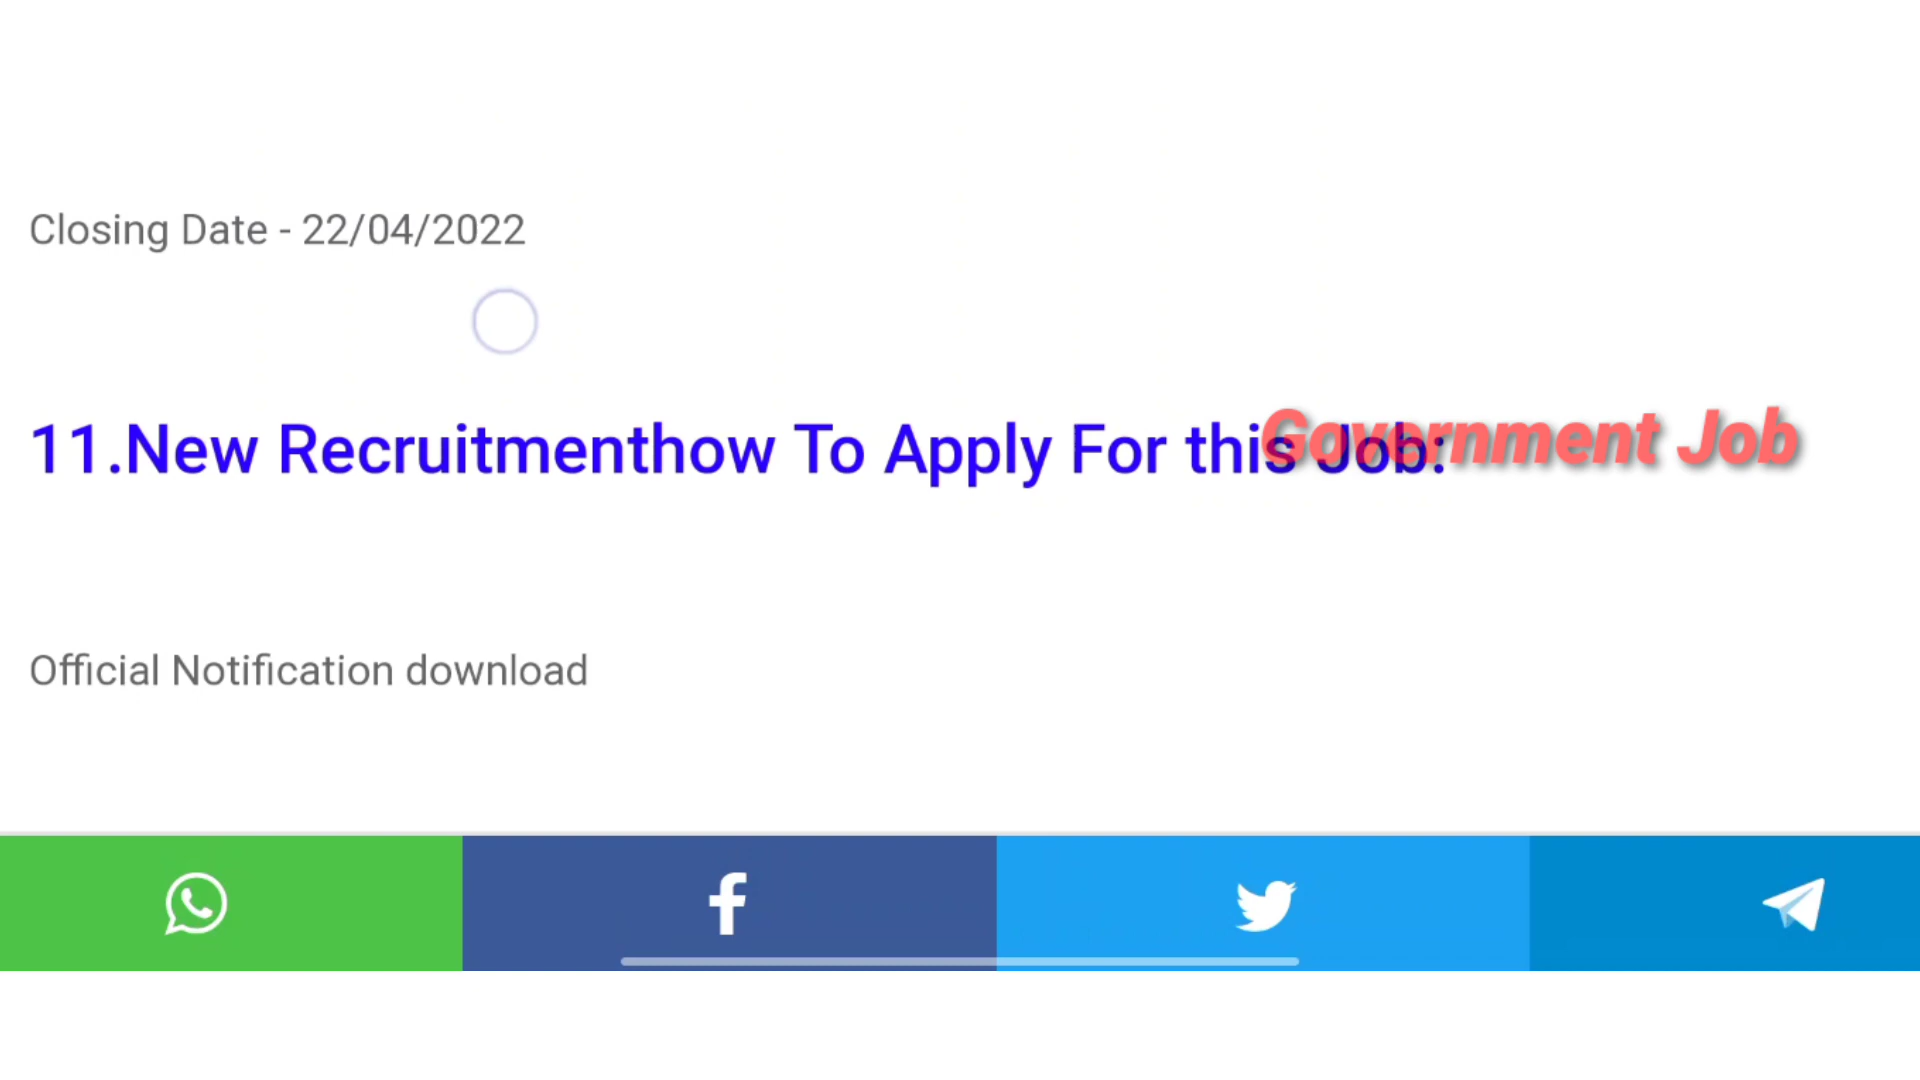 Closing Date - 22/04/2022
11.New Recruitmenthow To Apply For this Job:
Government Job
Official Notification download